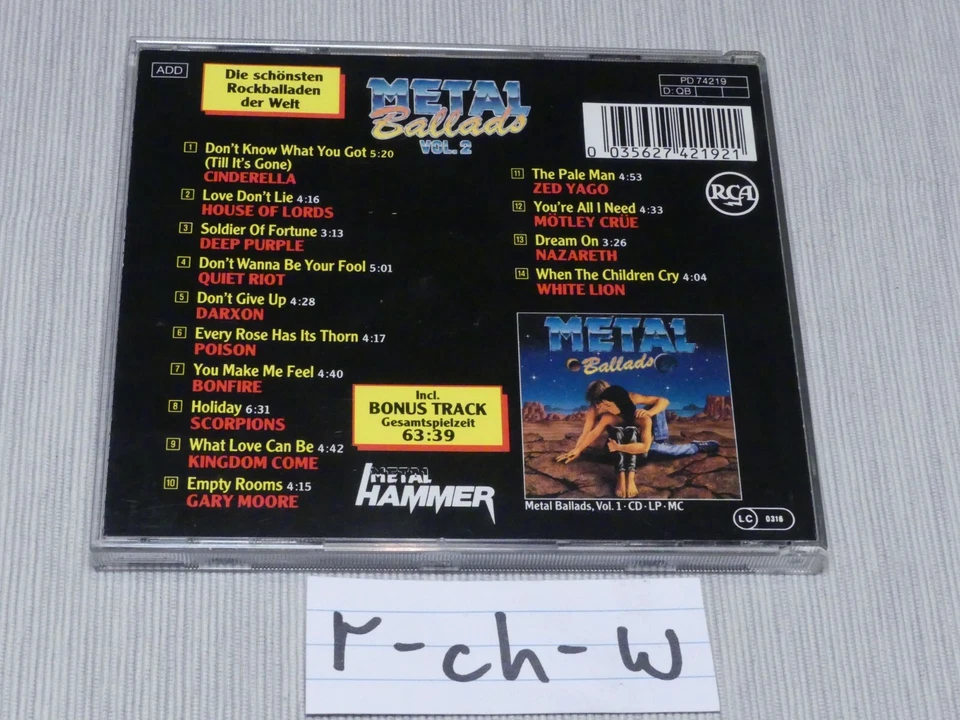 ADD
Die schönsten
Rockballaden
der Welt
METAL
Ballads
VOL. 2
PD 74219
D: QB
0 035627 421921
RCA
1 Don't Know What You Got 5:20
(Till It's Gone)
CINDERELLA
2 Love Don't Lie 4:16
HOUSE OF LORDS
3 Soldier Of Fortune 3:13
DEEP PURPLE
4 Don't Wanna Be Your Fool 5:01
QUIET RIOT
5 Don't Give Up 4:28
DARXON
6 Every Rose Has Its Thorn 4:17
POISON
7 You Make Me Feel 4:40
BONFIRE
8 Holiday 6:31
SCORPIONS
9 What Love Can Be 4:42
KINGDOM COME
10 Empty Rooms 4:15
GARY MOORE
11 The Pale Man 4:53
ZED YAGO
12 You're All I Need 4:33
MÖTLEY CRÜE
13 Dream On 3:26
NAZARETH
14 When The Children Cry 4:04
WHITE LION
Incl.
BONUS TRACK
Gesamtspielzeit
63:39
METAL
HAMMER
METAL
Ballads
Metal Ballads, Vol. 1 · CD · LP · MC
LC 0316
r-ch-w